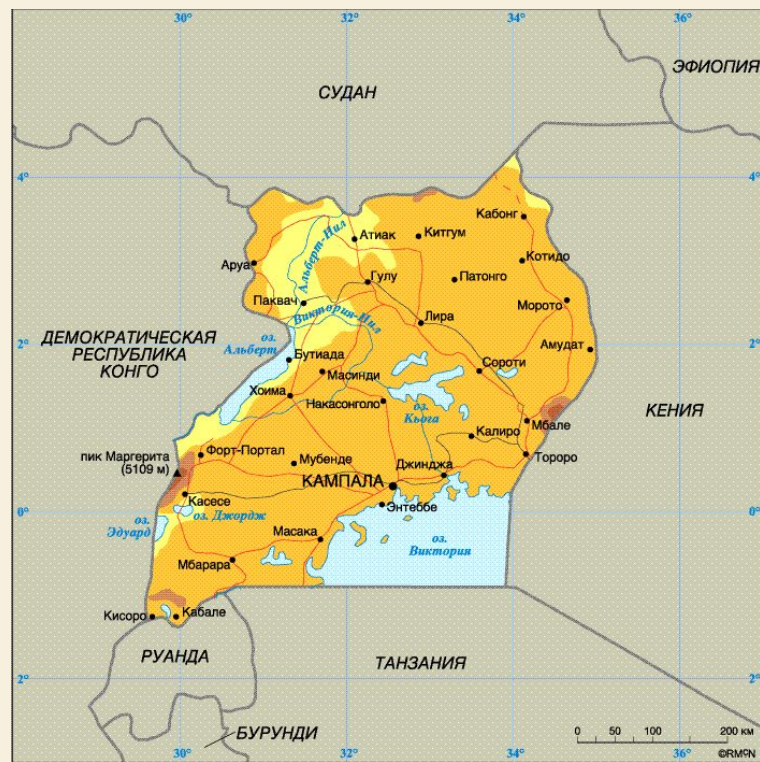 30°
32°
34°
36°
ЭФИОПИЯ
СУДАН
4°
4°
Кабонг
Атиак
Китгум
Альберт-Нил
Котидо
Аруа
Гулу
Патонго
Паквач
Морото
Виктория-Нил
Лира
ДЕМОКРАТИЧЕСКАЯ
РЕСПУБЛИКА
КОНГО
оз.
Альберт
2°
2°
Амудат
Бутиада
Масинди
Сороти
Хоима
Накасонголо
оз.
Кьога
КЕНИЯ
Калиро
Мбале
пик Маргерита
(5109 м)
Форт-Портал
Мубенде
Джинджа
Тороро
КАМПАЛА
Касесе
Энтеббе
0°
0°
оз.
Эдуард
оз. Джордж
Масака
оз.
Виктория
Мбарара
Кисоро
Кабале
РУАНДА
ТАНЗАНИЯ
2°
2°
БУРУНДИ
0 50 100 200 км
30°
32°
34°
36°
©RMºN